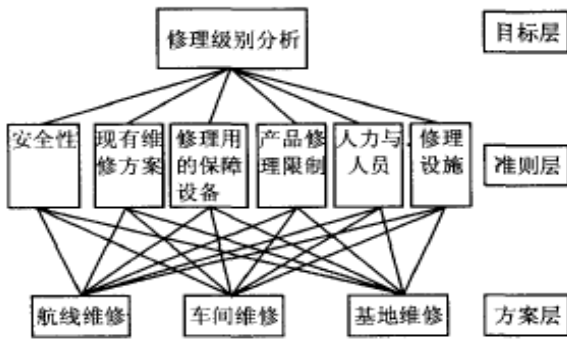 修理级别分析
目标层
安全性
现有维
修方案
修理用
的保障
设备
产品修
理限制
人力与
人员
修理
设施
准则层
航线维修
车间维修
基地维修
方案层